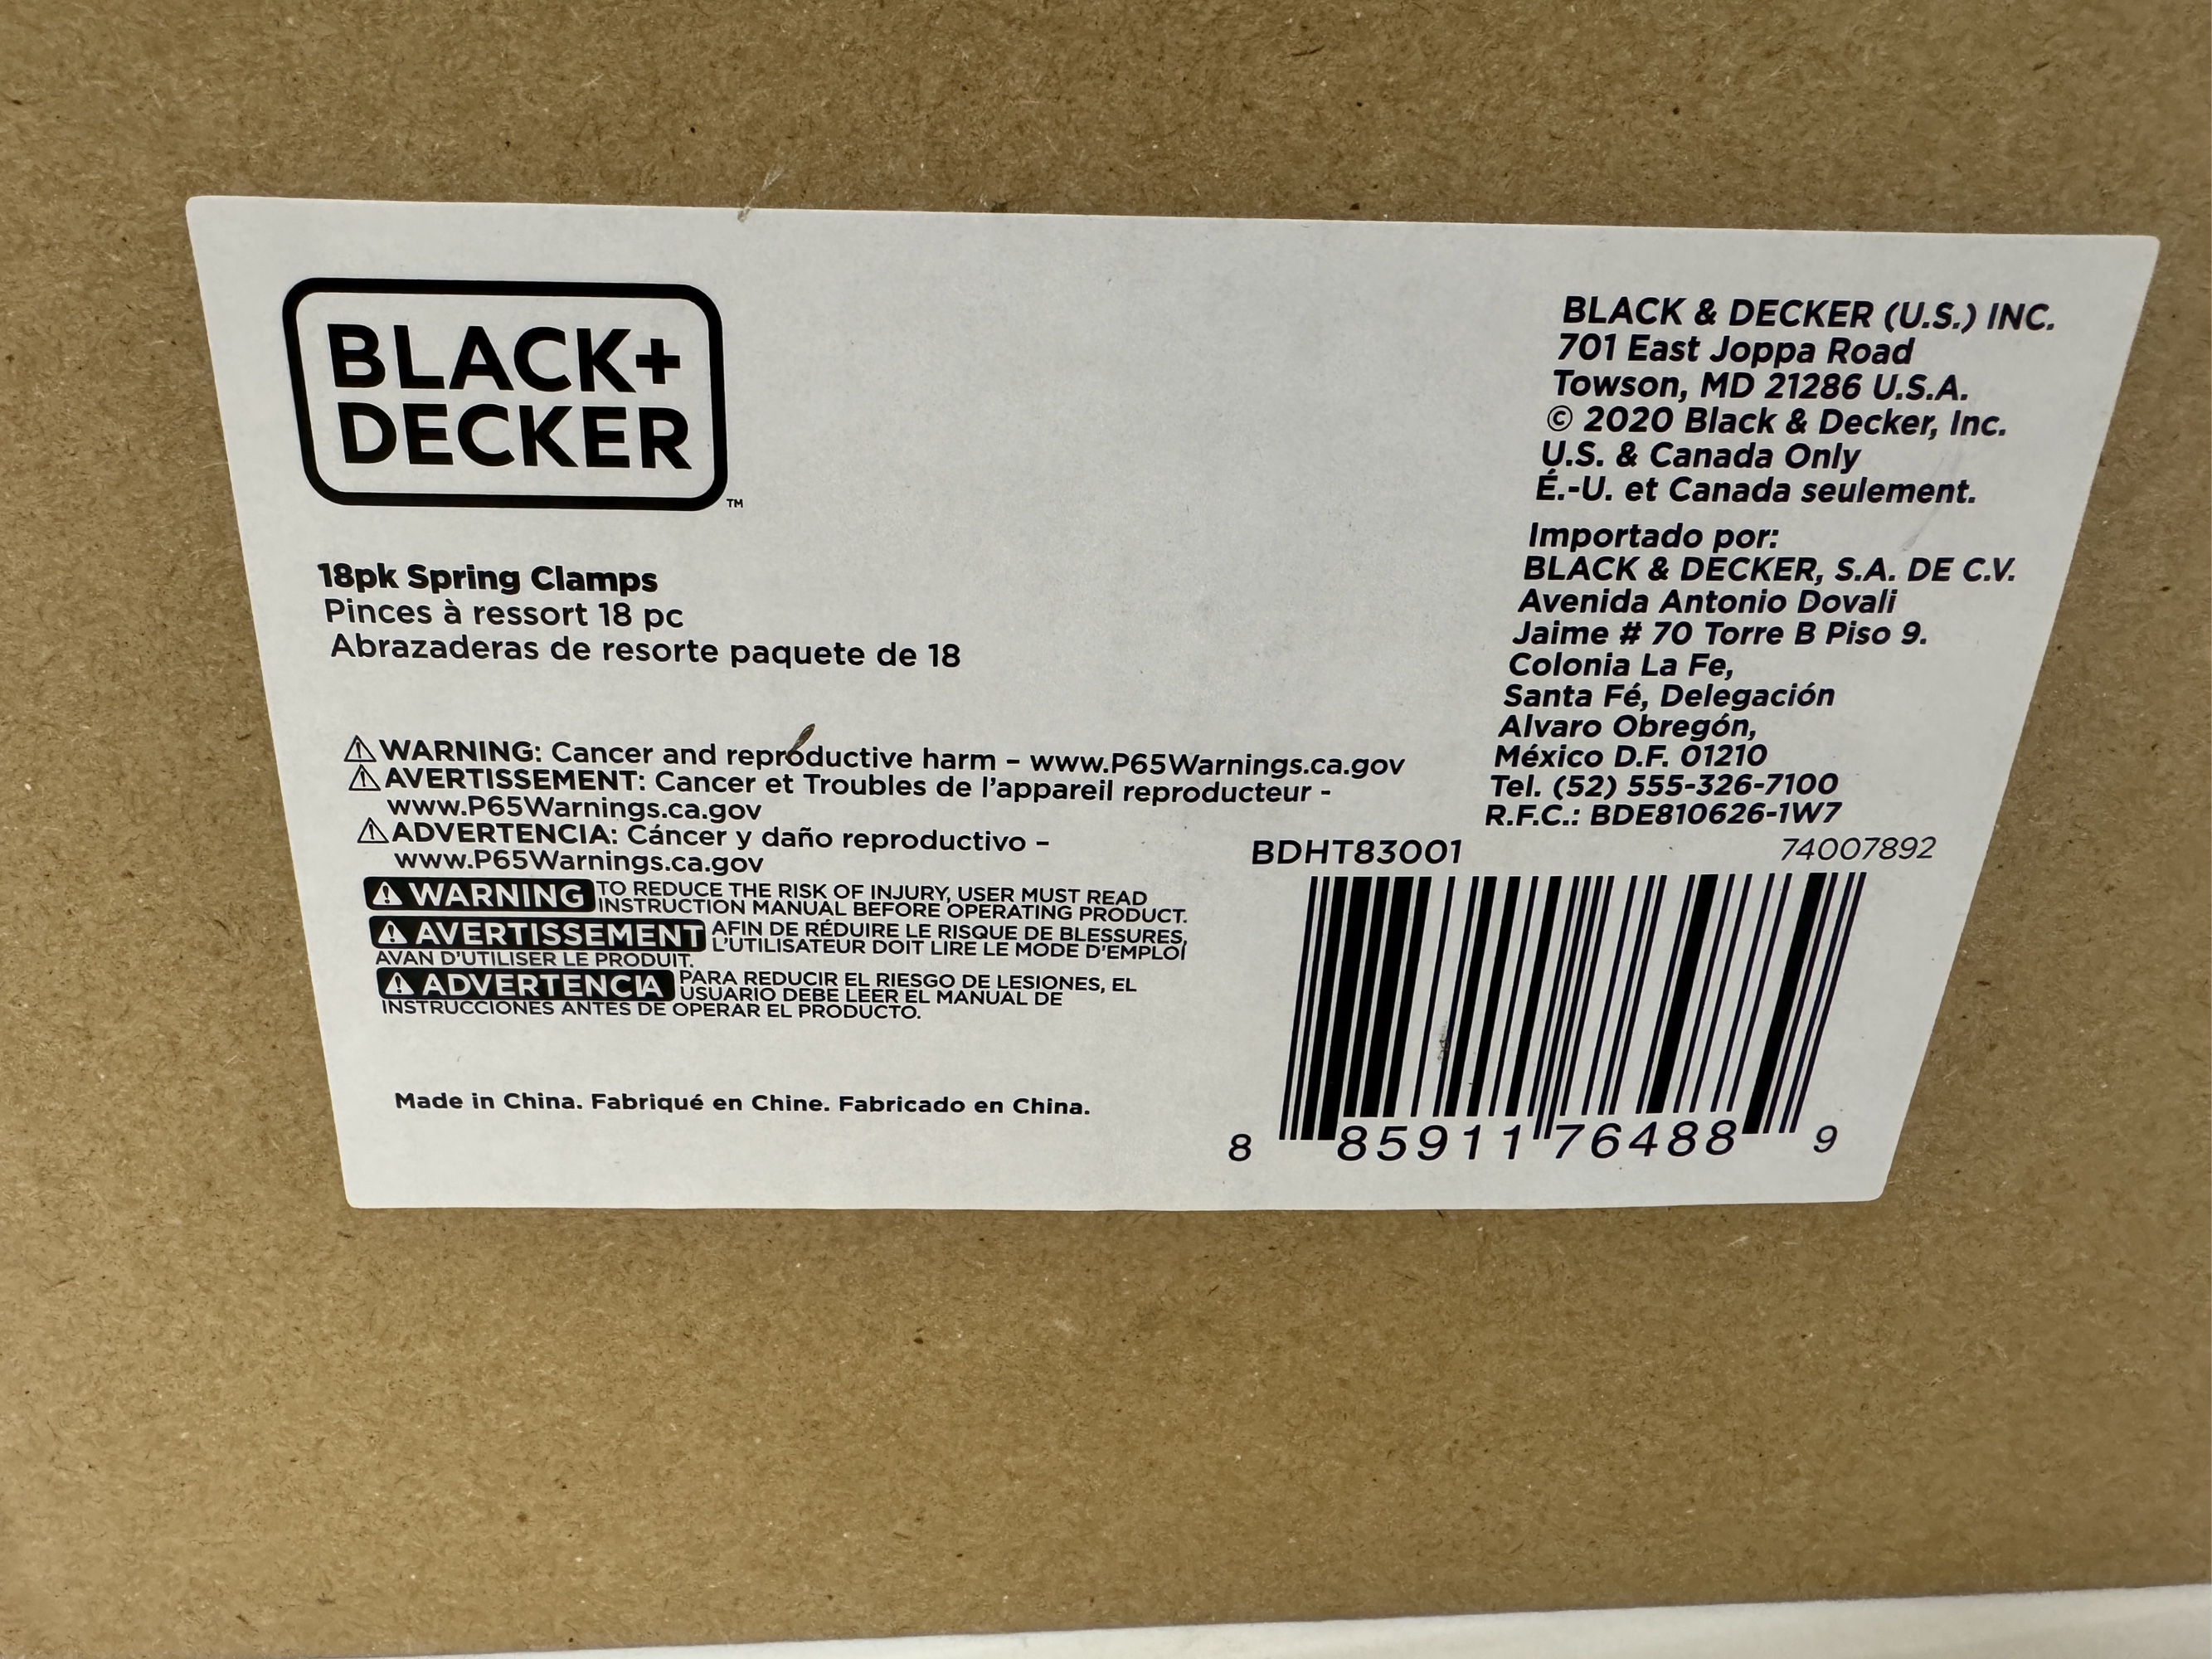 BLACK+
DECKER
™
18pk Spring Clamps
Pinces à ressort 18 pc
Abrazaderas de resorte paquete de 18
WARNING: Cancer and reproductive harm – www.P65Warnings.ca.gov
AVERTISSEMENT: Cancer et Troubles de l'appareil reproducteur -
www.P65Warnings.ca.gov
ADVERTENCIA: Cáncer y daño reproductivo –
www.P65Warnings.ca.gov
WARNING TO REDUCE THE RISK OF INJURY, USER MUST READ
INSTRUCTION MANUAL BEFORE OPERATING PRODUCT.
AVERTISSEMENT AFIN DE RÉDUIRE LE RISQUE DE BLESSURES,
L'UTILISATEUR DOIT LIRE LE MODE D'EMPLOI
AVAN D'UTILISER LE PRODUIT.
ADVERTENCIA PARA REDUCIR EL RIESGO DE LESIONES, EL
USUARIO DEBE LEER EL MANUAL DE
INSTRUCCIONES ANTES DE OPERAR EL PRODUCTO.
Made in China. Fabriqué en Chine. Fabricado en China.
BLACK & DECKER (U.S.) INC.
701 East Joppa Road
Towson, MD 21286 U.S.A.
© 2020 Black & Decker, Inc.
U.S. & Canada Only
É.-U. et Canada seulement.
Importado por:
BLACK & DECKER, S.A. DE C.V.
Avenida Antonio Dovali
Jaime # 70 Torre B Piso 9.
Colonia La Fe,
Santa Fé, Delegación
Alvaro Obregón,
México D.F. 01210
Tel. (52) 555-326-7100
R.F.C.: BDE810626-1W7
BDHT83001 74007892
8 85911 76488 9